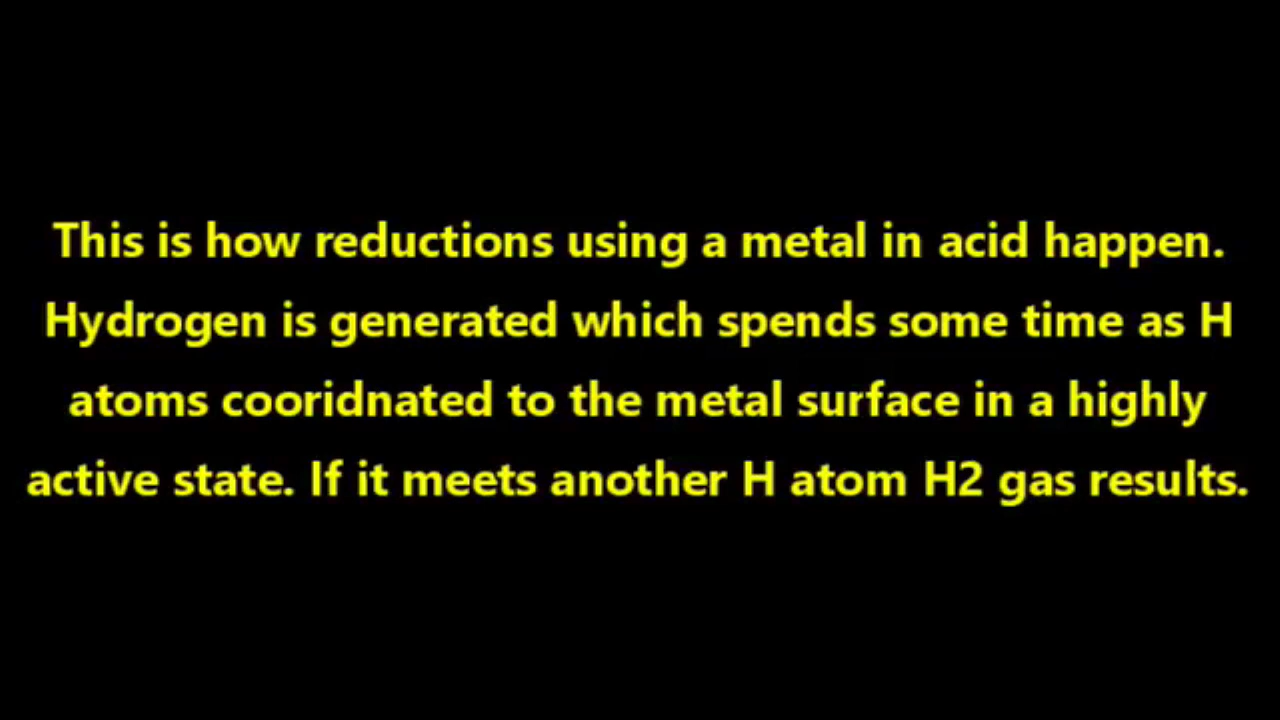 This is how reductions using a metal in acid happen.
Hydrogen is generated which spends some time as H
atoms cooridnated to the metal surface in a highly
active state. If it meets another H atom H2 gas results.